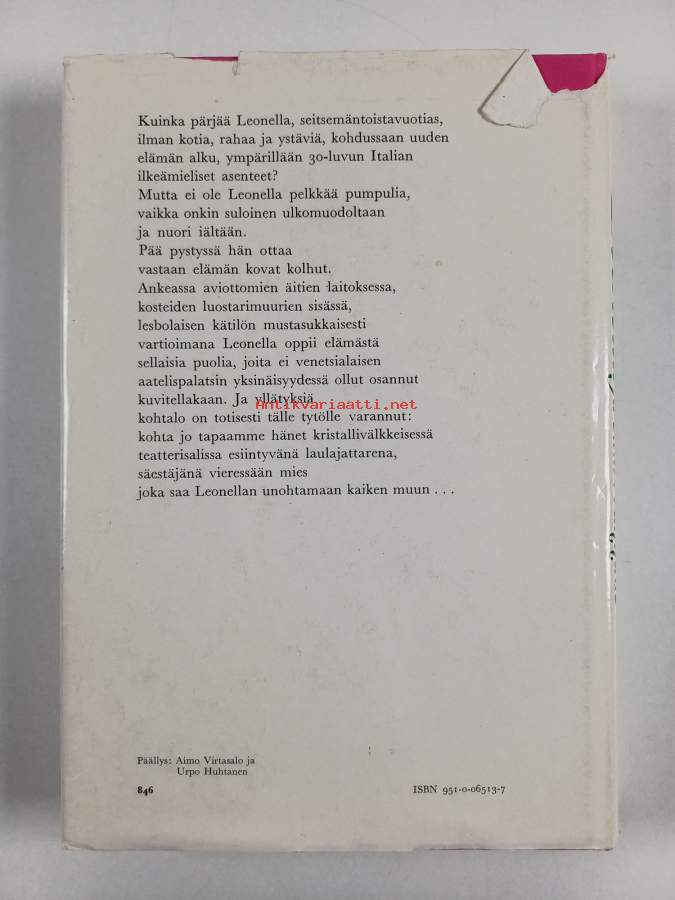 Kuinka pärjää Leonella, seitsemäntoistavuotias,
ilman kotia, rahaa ja ystäviä, kohdussaan uuden
elämän alku, ympärillään 30-luvun Italian
ilkeämieliset asenteet?
Mutta ei ole Leonella pelkkää pumpulia,
vaikka onkin suloinen ulkomuodoltaan
ja nuori iältään.
Pää pystyssä hän ottaa
vastaan elämän kovat kolhut.
Ankeassa aviottomien äitien laitoksessa,
kosteiden luostarimuurien sisässä,
lesbolaisen kätilön mustasukkaisesti
vartioimana Leonella oppii elämästä
sellaisia puolia, joita ei venetsialaisen
aatelispalatsin yksinäisyydessä ollut osannut
kuvitellakaan. Ja yllätyksiä
Antikvariaatti.net
kohtalo on totisesti tälle tytölle varannut:
kohta jo tapaamme hänet kristallivälkkeisessä
teatterisalissa esiintyvänä laulajattarena,
säestäjänä vieressään mies
joka saa Leonellan unohtamaan kaiken muun . . .
Päällys: Aimo Virtasalo ja
Urpo Huhtanen
846
ISBN 951-0-06513-7